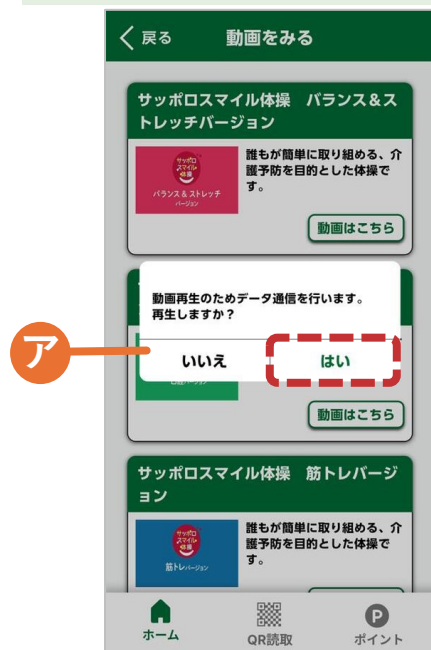 戻る 動画をみる
サッポロスマイル体操 バランス&ス
トレッチバージョン
サッポロ
スマイル
体操
バランス & ストレッチ
バージョン
誰もが簡単に取り組める、介
護予防を目的とした体操で
す。
動画はこちら
動画再生のためデータ通信を行います。
再生しますか?
ア
いいえ はい
動画はこちら
サッポロスマイル体操 筋トレバージ
ョン
サッポロ
スマイル
体操
筋トレバージョン
誰もが簡単に取り組める、介
護予防を目的とした体操で
す。
ホーム QR読取 P ポイント